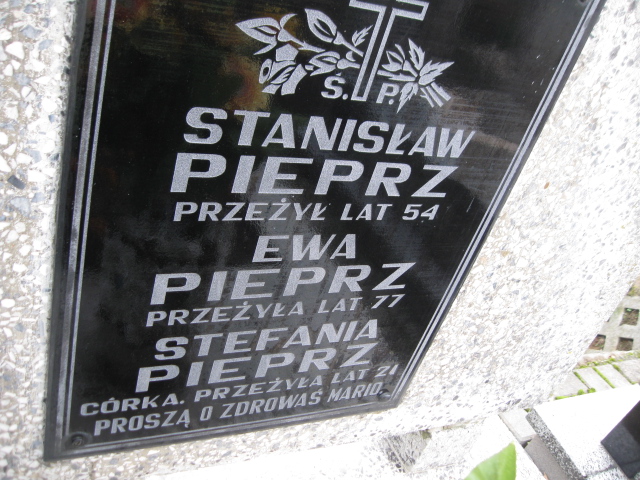 Ś. P.
STANISŁAW
PIEPRZ
PRZEŻYŁ LAT 54
EWA
PIEPRZ
PRZEŻYŁA LAT 77
STEFANIA
PIEPRZ
CÓRKA. PRZEŻYŁA LAT 21
PROSZĄ O ZDROWAŚ MARIO.